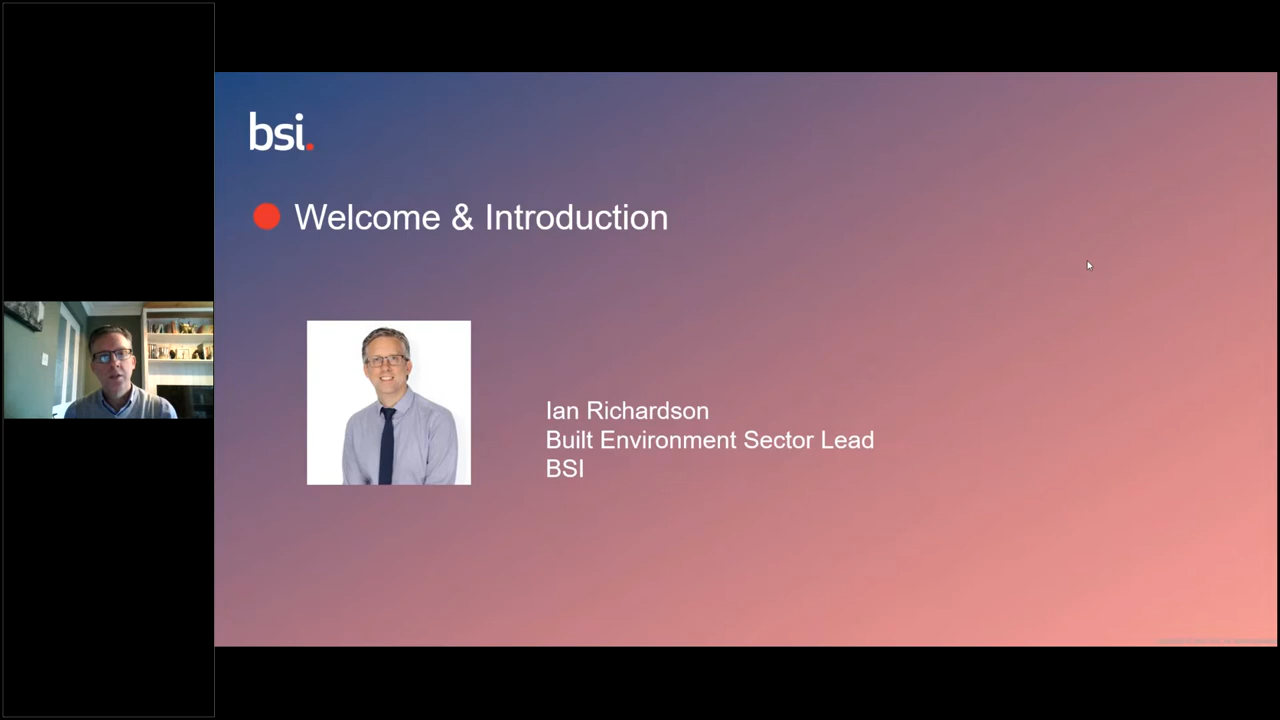 bsi.
Welcome & Introduction
Ian Richardson
Built Environment Sector Lead
BSI